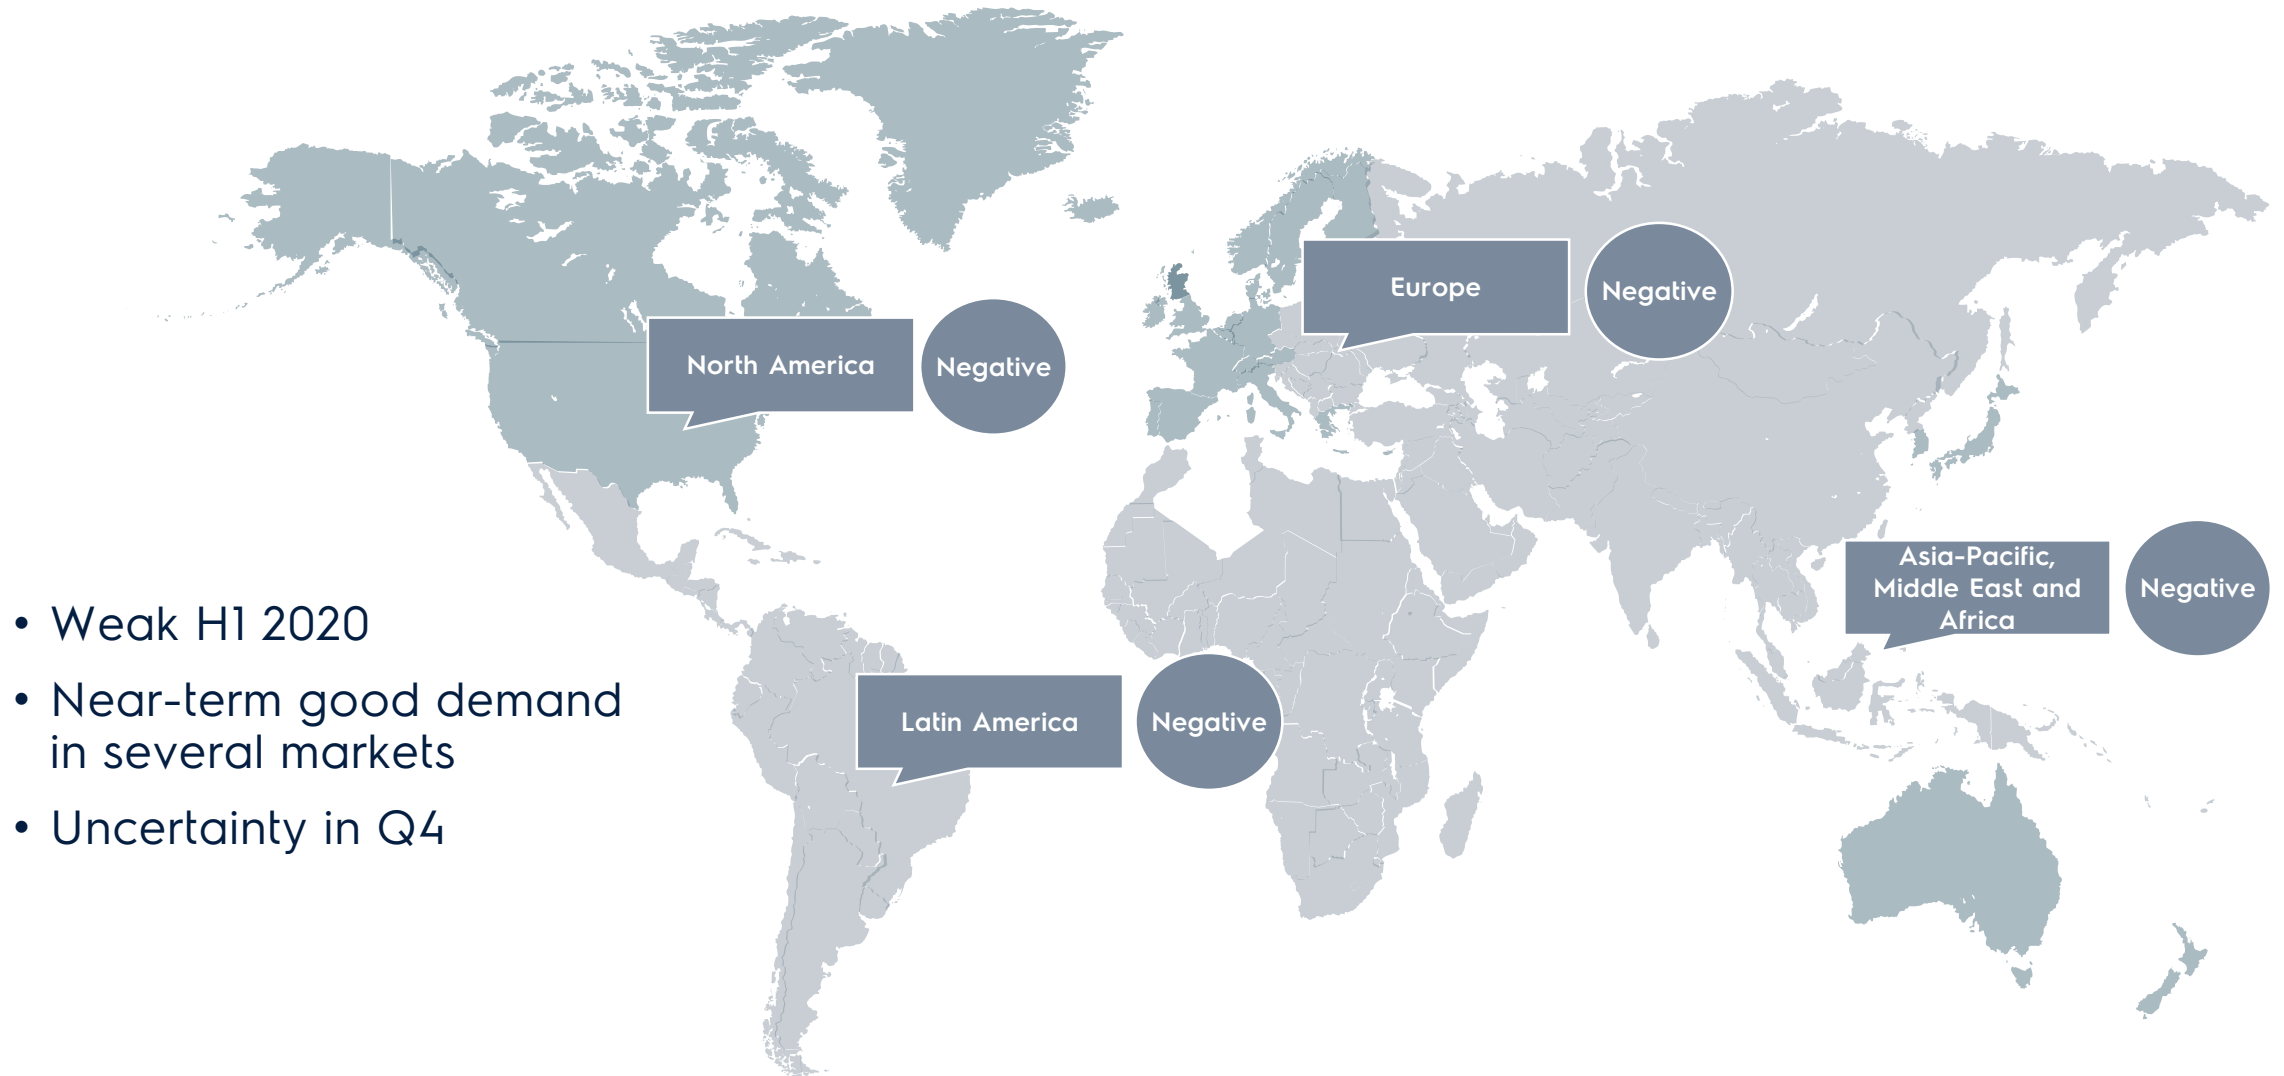 Europe
Negative
North America
Negative
Asia-Pacific,
Middle East and
Africa
Negative
• Weak H1 2020
• Near-term good demand
in several markets
• Uncertainty in Q4
Latin America
Negative